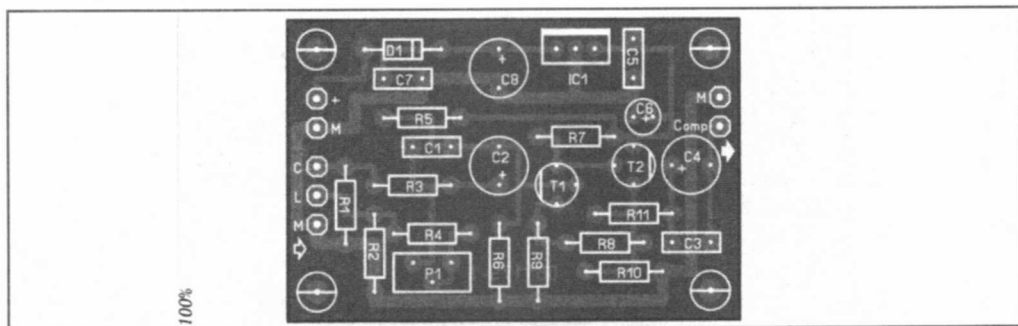 D1
C7
C8
IC1
C5
+
M
R5
C1
C2
R7
C6
M
Comp
T2
C4
T1
C
L
M
R1
R3
R4
R2
P1
R6
R9
R11
R8
C3
R10
100%